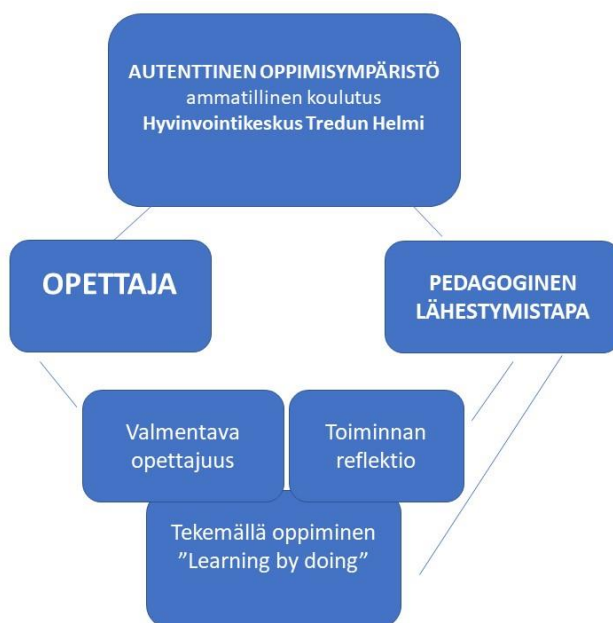 AUTENTTINEN OPPIMISYMPÄRISTÖ
ammatillinen koulutus
Hyvinvointikeskus Tredun Helmi
OPETTAJA
PEDAGOGINEN
LÄHESTYMISTAPA
Valmentava
opettajuus
Toiminnan
reflektio
Tekemällä oppiminen
”Learning by doing”